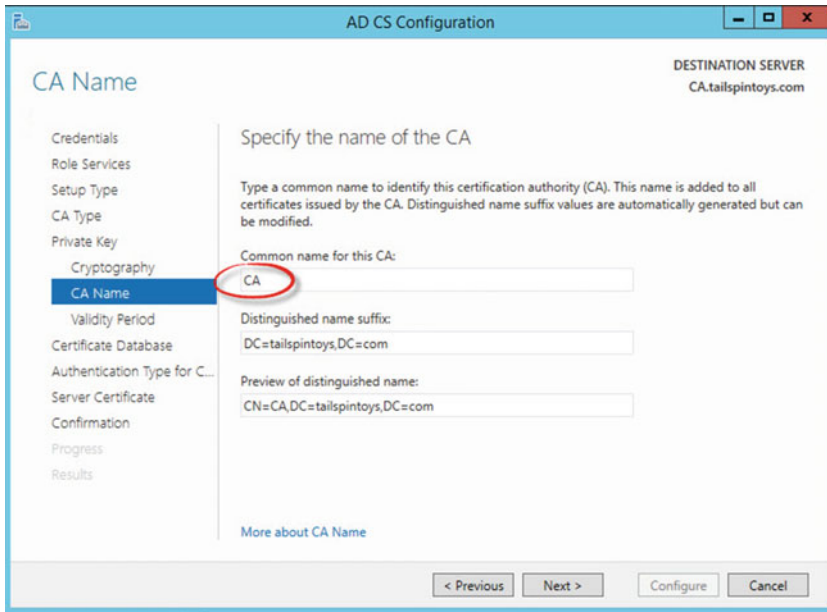 AD CS Configuration
CA Name
DESTINATION SERVER
CA.tailspintoys.com
Credentials
Role Services
Setup Type
CA Type
Private Key
Cryptography
CA Name
Validity Period
Certificate Database
Authentication Type for C...
Server Certificate
Confirmation
Progress
Results
Specify the name of the CA
Type a common name to identify this certification authority (CA). This name is added to all
certificates issued by the CA. Distinguished name suffix values are automatically generated but can
be modified.
Common name for this CA:
CA
Distinguished name suffix:
DC=tailspintoys,DC=com
Preview of distinguished name:
CN=CA,DC=tailspintoys,DC=com
More about CA Name
< Previous
Next >
Configure
Cancel